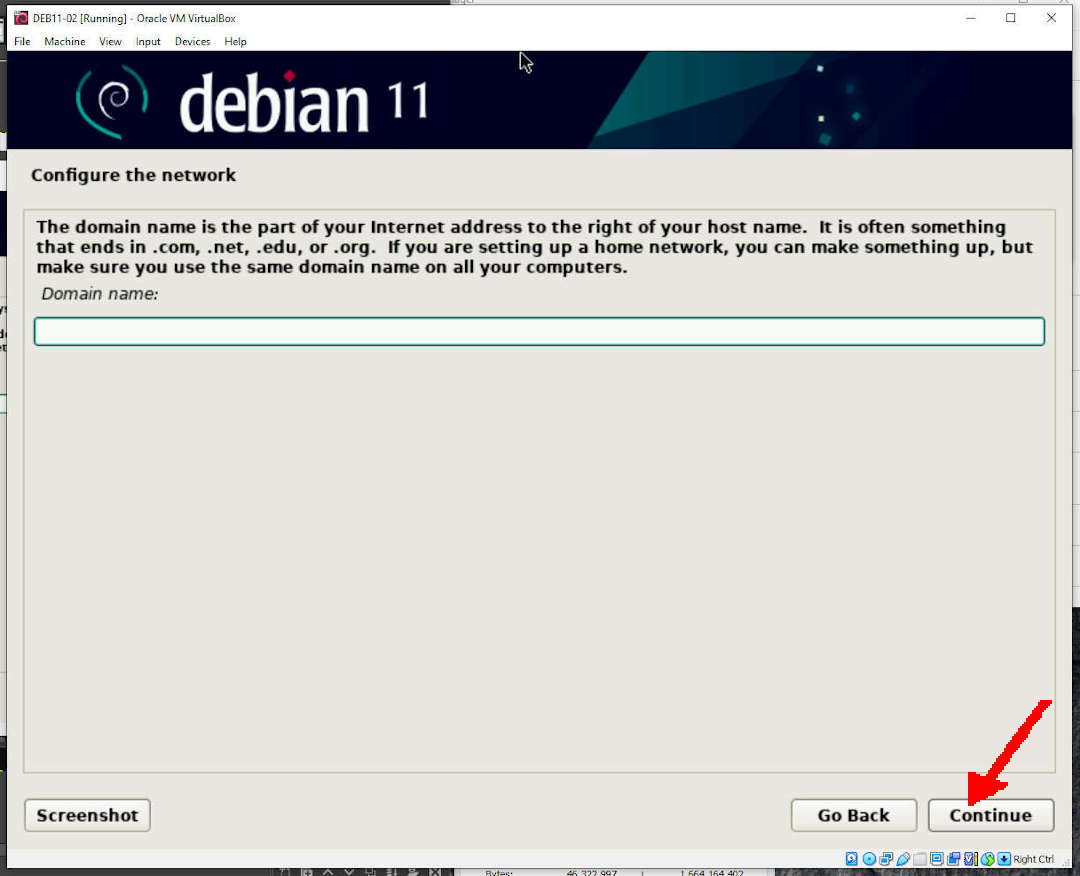 DEB11-02 [Running] - Oracle VM VirtualBox
File Machine View Input Devices Help
debian 11
Configure the network
The domain name is the part of your Internet address to the right of your host name. It is often something
that ends in .com, .net, .edu, or .org. If you are setting up a home network, you can make something up, but
make sure you use the same domain name on all your computers.
Domain name:
Screenshot
Go Back
Continue
Right Ctrl
Bytes: 46,322,997 1,664,164,402